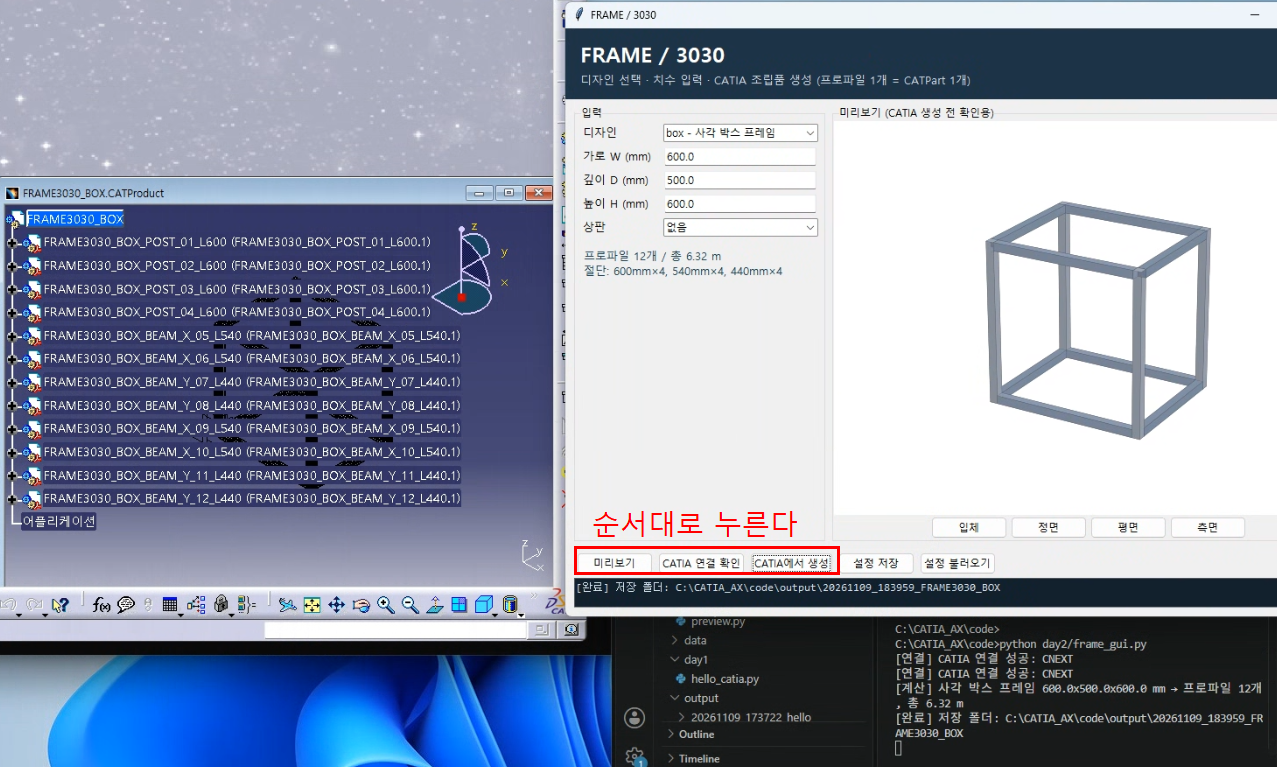 FRAME / 3030
FRAME / 3030
디자인 선택 · 치수 입력 · CATIA 조립품 생성 (프로파일 1개 = CATPart 1개)
입력
디자인
box - 사각 박스 프레임
가로 W (mm)
600.0
깊이 D (mm)
500.0
높이 H (mm)
600.0
상판
없음
프로파일 12개 / 총 6.32 m
절단: 600mm×4, 540mm×4, 440mm×4
미리보기 (CATIA 생성 전 확인용)
입체
정면
평면
측면
순서대로 누른다
미리보기
CATIA 연결 확인
CATIA에서 생성
설정 저장
설정 불러오기
[완료] 저장 폴더: C:\CATIA_AX\code\output\20261109_183959_FRAME3030_BOX
FRAME3030_BOX.CATProduct
FRAME3030_BOX
FRAME3030_BOX_POST_01_L600 (FRAME3030_BOX_POST_01_L600.1)
FRAME3030_BOX_POST_02_L600 (FRAME3030_BOX_POST_02_L600.1)
FRAME3030_BOX_POST_03_L600 (FRAME3030_BOX_POST_03_L600.1)
FRAME3030_BOX_POST_04_L600 (FRAME3030_BOX_POST_04_L600.1)
FRAME3030_BOX_BEAM_X_05_L540 (FRAME3030_BOX_BEAM_X_05_L540.1)
FRAME3030_BOX_BEAM_X_06_L540 (FRAME3030_BOX_BEAM_X_06_L540.1)
FRAME3030_BOX_BEAM_Y_07_L440 (FRAME3030_BOX_BEAM_Y_07_L440.1)
FRAME3030_BOX_BEAM_Y_08_L440 (FRAME3030_BOX_BEAM_Y_08_L440.1)
FRAME3030_BOX_BEAM_X_09_L540 (FRAME3030_BOX_BEAM_X_09_L540.1)
FRAME3030_BOX_BEAM_X_10_L540 (FRAME3030_BOX_BEAM_X_10_L540.1)
FRAME3030_BOX_BEAM_Y_11_L440 (FRAME3030_BOX_BEAM_Y_11_L440.1)
FRAME3030_BOX_BEAM_Y_12_L440 (FRAME3030_BOX_BEAM_Y_12_L440.1)
어플리케이션
z
y
x
z
y
x
f(x)
preview.py
data
day1
hello_catia.py
output
20261109_173722_hello
Outline
Timeline
1
C:\CATIA_AX\code>
C:\CATIA_AX\code>python day2/frame_gui.py
[연결] CATIA 연결 성공: CNEXT
[연결] CATIA 연결 성공: CNEXT
[계산] 사각 박스 프레임 600.0x500.0x600.0 mm → 프로파일 12개
, 총 6.32 m
[완료] 저장 폴더: C:\CATIA_AX\code\output\20261109_183959_FR
AME3030_BOX